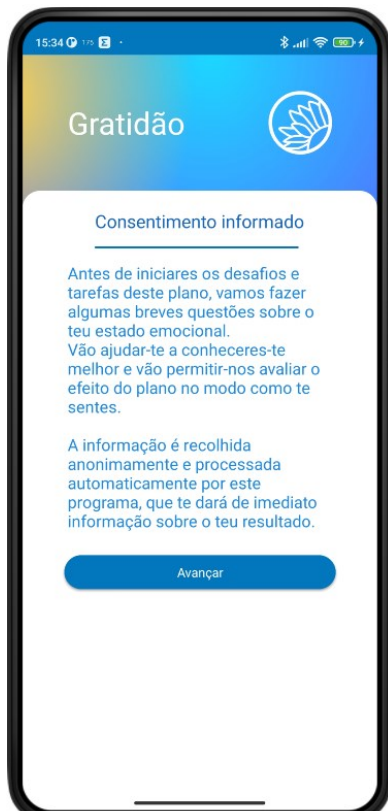 15:34
90
Gratidão
Consentimento informado
Antes de iniciares os desafios e
tarefas deste plano, vamos fazer
algumas breves questões sobre o
teu estado emocional.
Vão ajudar-te a conheceres-te
melhor e vão permitir-nos avaliar o
efeito do plano no modo como te
sentes.
A informação é recolhida
anonimamente e processada
automaticamente por este
programa, que te dará de imediato
informação sobre o teu resultado.
Avançar